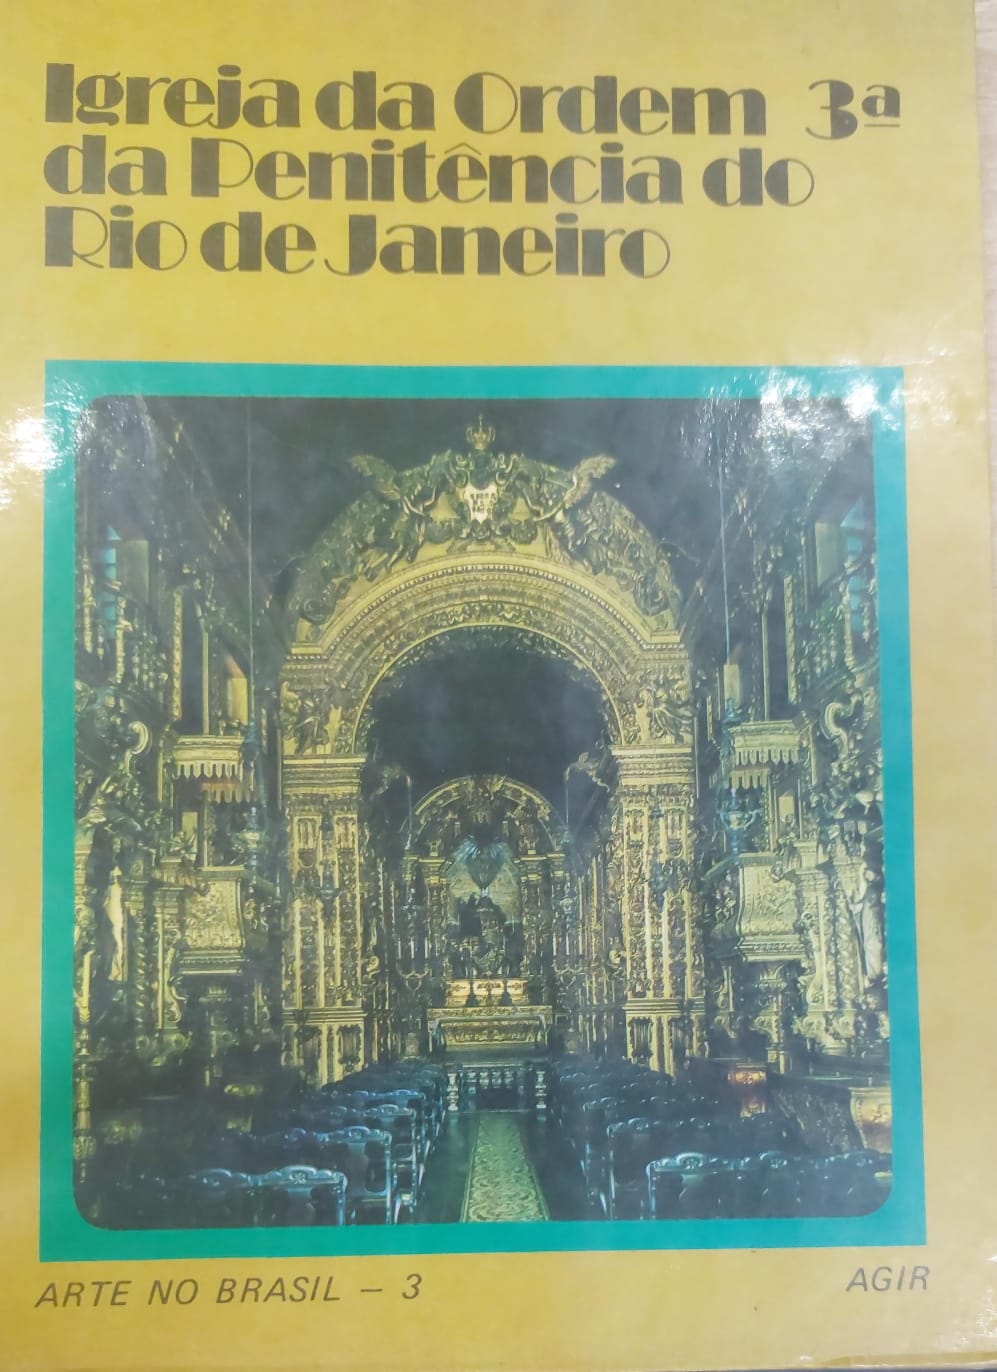 Igreja da Ordem 3ª
da Penitência do
Rio de Janeiro
ARTE NO BRASIL – 3
AGIR